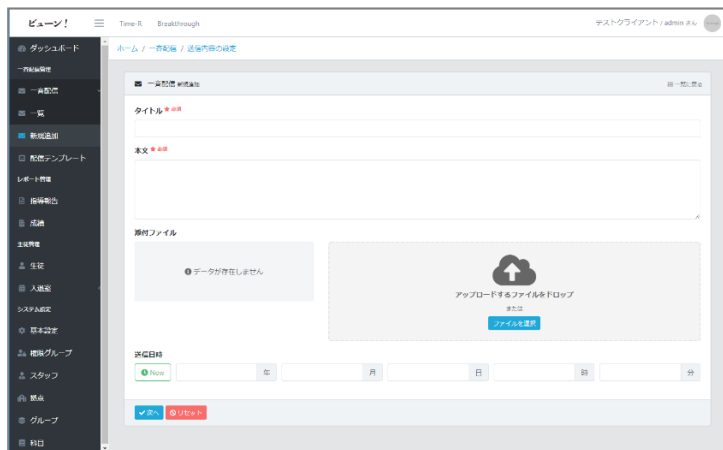 ビューン！
Time-R Breakthrough
テストクライアント / admin さん
ダッシュボード
一斉配信管理
一斉配信
一覧
新規追加
配信テンプレート
レポート管理
指導報告
成績
生徒管理
生徒
入退室
システム設定
基本設定
権限グループ
スタッフ
拠点
グループ
科目
ホーム / 一斉配信 / 送信内容の設定
一斉配信 新規追加
一覧に戻る
タイトル 必須
本文 必須
添付ファイル
データが存在しません
アップロードするファイルをドロップ
または
ファイルを選択
送信日時
Now 年 月 日 時 分
次へ リセット